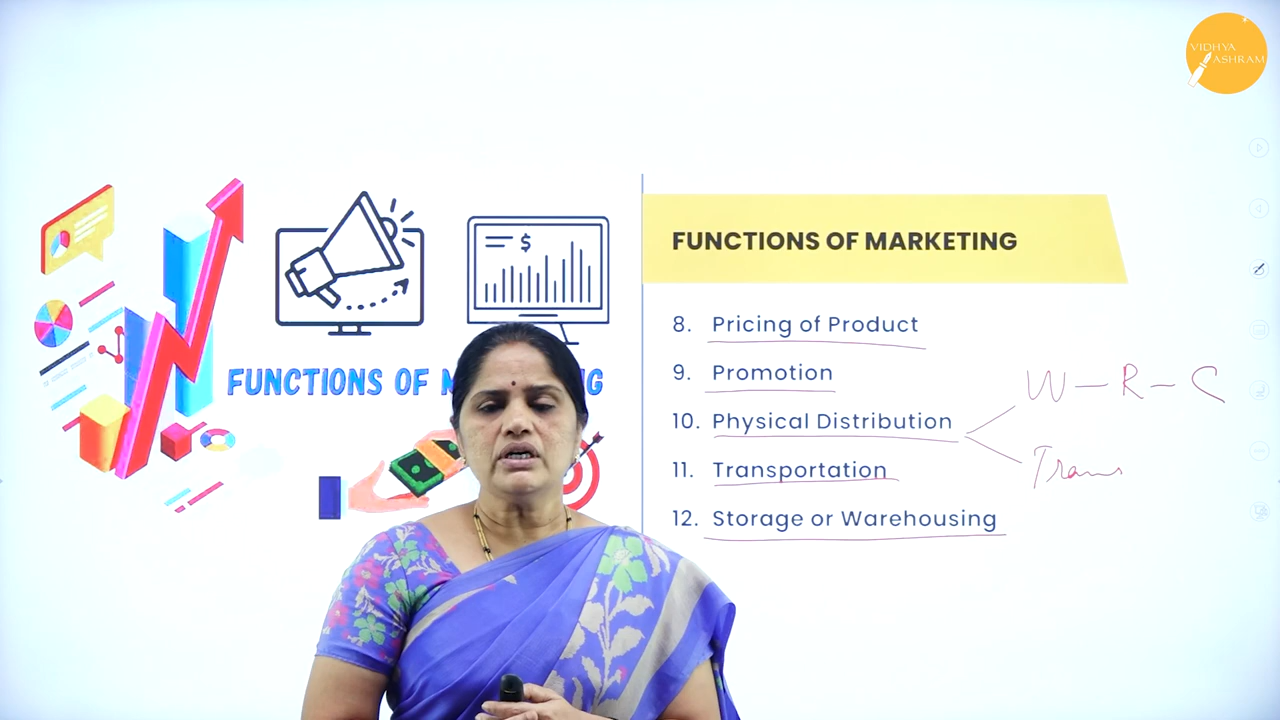 VIDHYA
ASHRAM
FUNCTIONS OF MARKETING
8. Pricing of Product
9. Promotion
10. Physical Distribution
11. Transportation
12. Storage or Warehousing
W – R – C
Trans
FUNCTIONS OF M ING
$